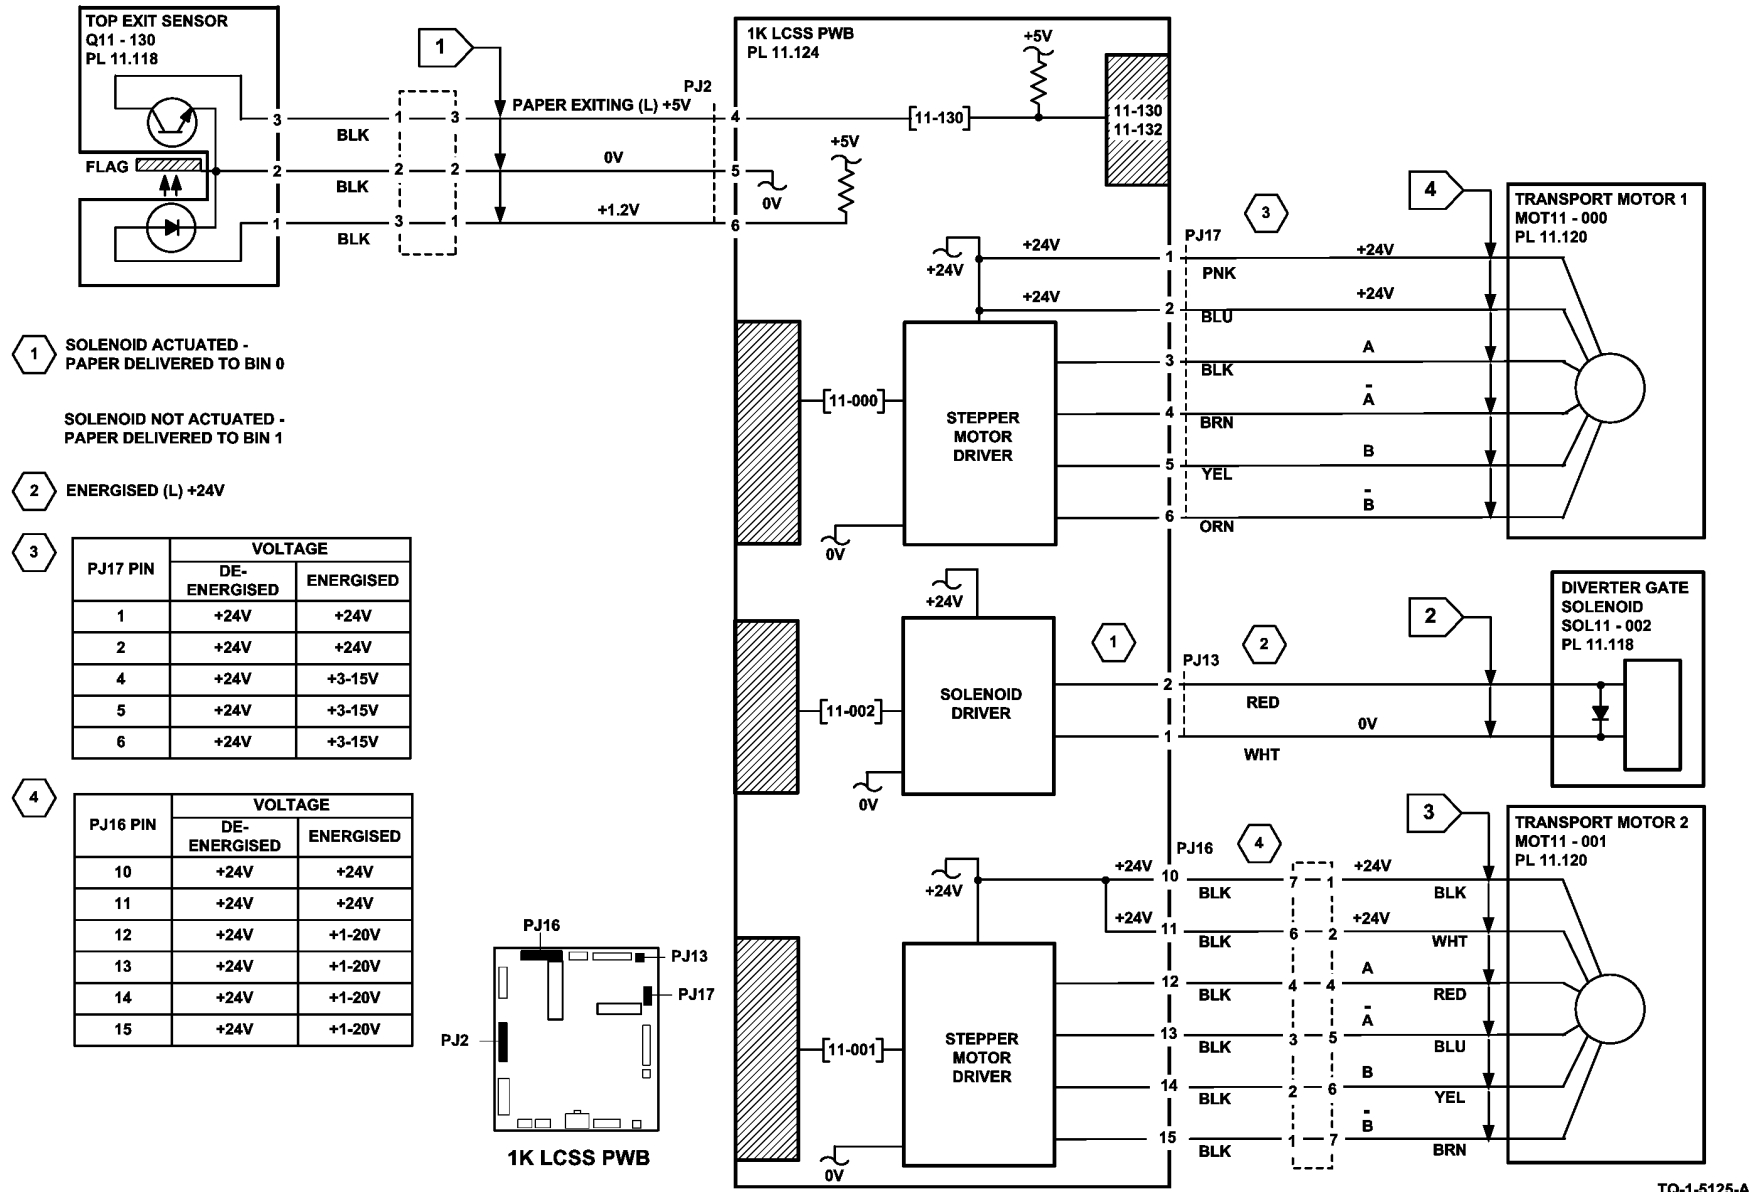 TOP EXIT SENSOR
Q11 - 130
PL 11.118
FLAG
3
2
1
BLK
BLK
BLK
1
3
2
2
3
1
1
PAPER EXITING (L) +5V
0V
+1.2V
PJ2
4
5
6
1K LCSS PWB
PL 11.124
+5V
[11-130]
11-130
11-132
+5V
0V
1
SOLENOID ACTUATED -
PAPER DELIVERED TO BIN 0
SOLENOID NOT ACTUATED -
PAPER DELIVERED TO BIN 1
2
ENERGISED (L) +24V
3
PJ17 PIN VOLTAGE
DE-
ENERGISED ENERGISED
1 +24V +24V
2 +24V +24V
4 +24V +3-15V
5 +24V +3-15V
6 +24V +3-15V
4
PJ16 PIN VOLTAGE
DE-
ENERGISED ENERGISED
10 +24V +24V
11 +24V +24V
12 +24V +1-20V
13 +24V +1-20V
14 +24V +1-20V
15 +24V +1-20V
PJ16
PJ13
PJ17
PJ2
1K LCSS PWB
+24V
+24V
+24V
[11-000]
STEPPER
MOTOR
DRIVER
0V
PJ17
3
4
1 +24V
PNK
2 +24V
BLU
3 A
BLK
4 A̅
BRN
5 B
YEL
6 B̅
ORN
TRANSPORT MOTOR 1
MOT11 - 000
PL 11.120
+24V
[11-002]
SOLENOID
DRIVER
0V
1
PJ13
2
2
2
RED
1 0V
WHT
DIVERTER GATE
SOLENOID
SOL11 - 002
PL 11.118
+24V
[11-001]
STEPPER
MOTOR
DRIVER
0V
PJ16
4
3
+24V 10 7 1 +24V
BLK BLK
+24V 11 6 2 +24V
BLK WHT
12 4 4 A
BLK RED
13 3 5 A̅
BLK BLU
14 2 6 B
BLK YEL
15 1 7 B̅
BLK BRN
TRANSPORT MOTOR 2
MOT11 - 001
PL 11.120
TO-1-5125-A